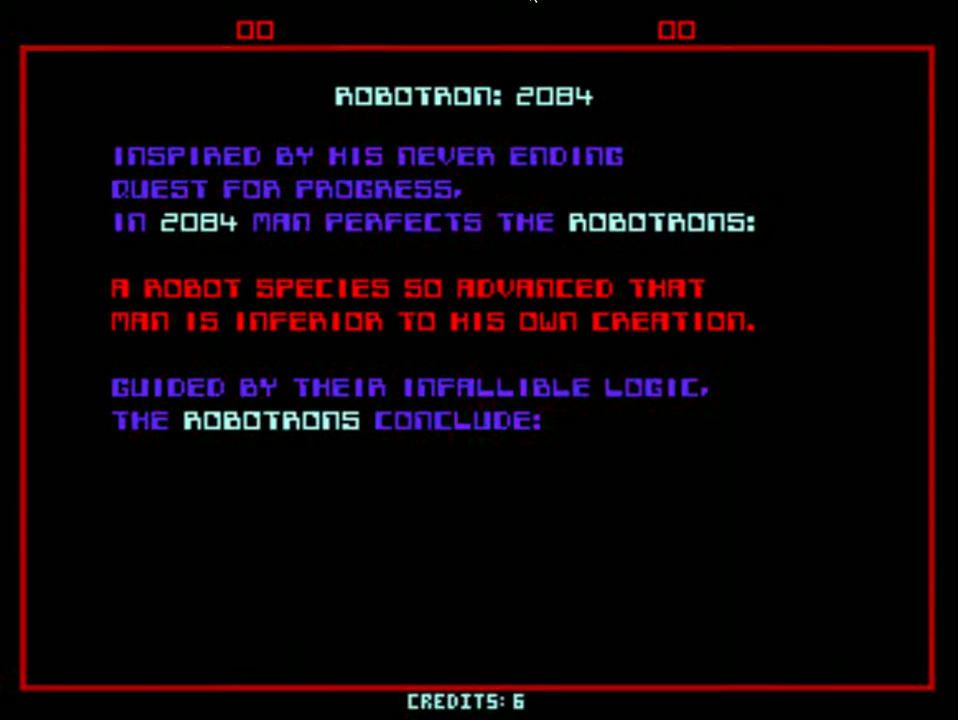 00 00
ROBOTRON: 2084
INSPIRED BY HIS NEVER ENDING
QUEST FOR PROGRESS,
IN 2084 MAN PERFECTS THE ROBOTRONS:
A ROBOT SPECIES SO ADVANCED THAT
MAN IS INFERIOR TO HIS OWN CREATION.
GUIDED BY THEIR INFALLIBLE LOGIC,
THE ROBOTRONS CONCLUDE:
CREDITS: 6